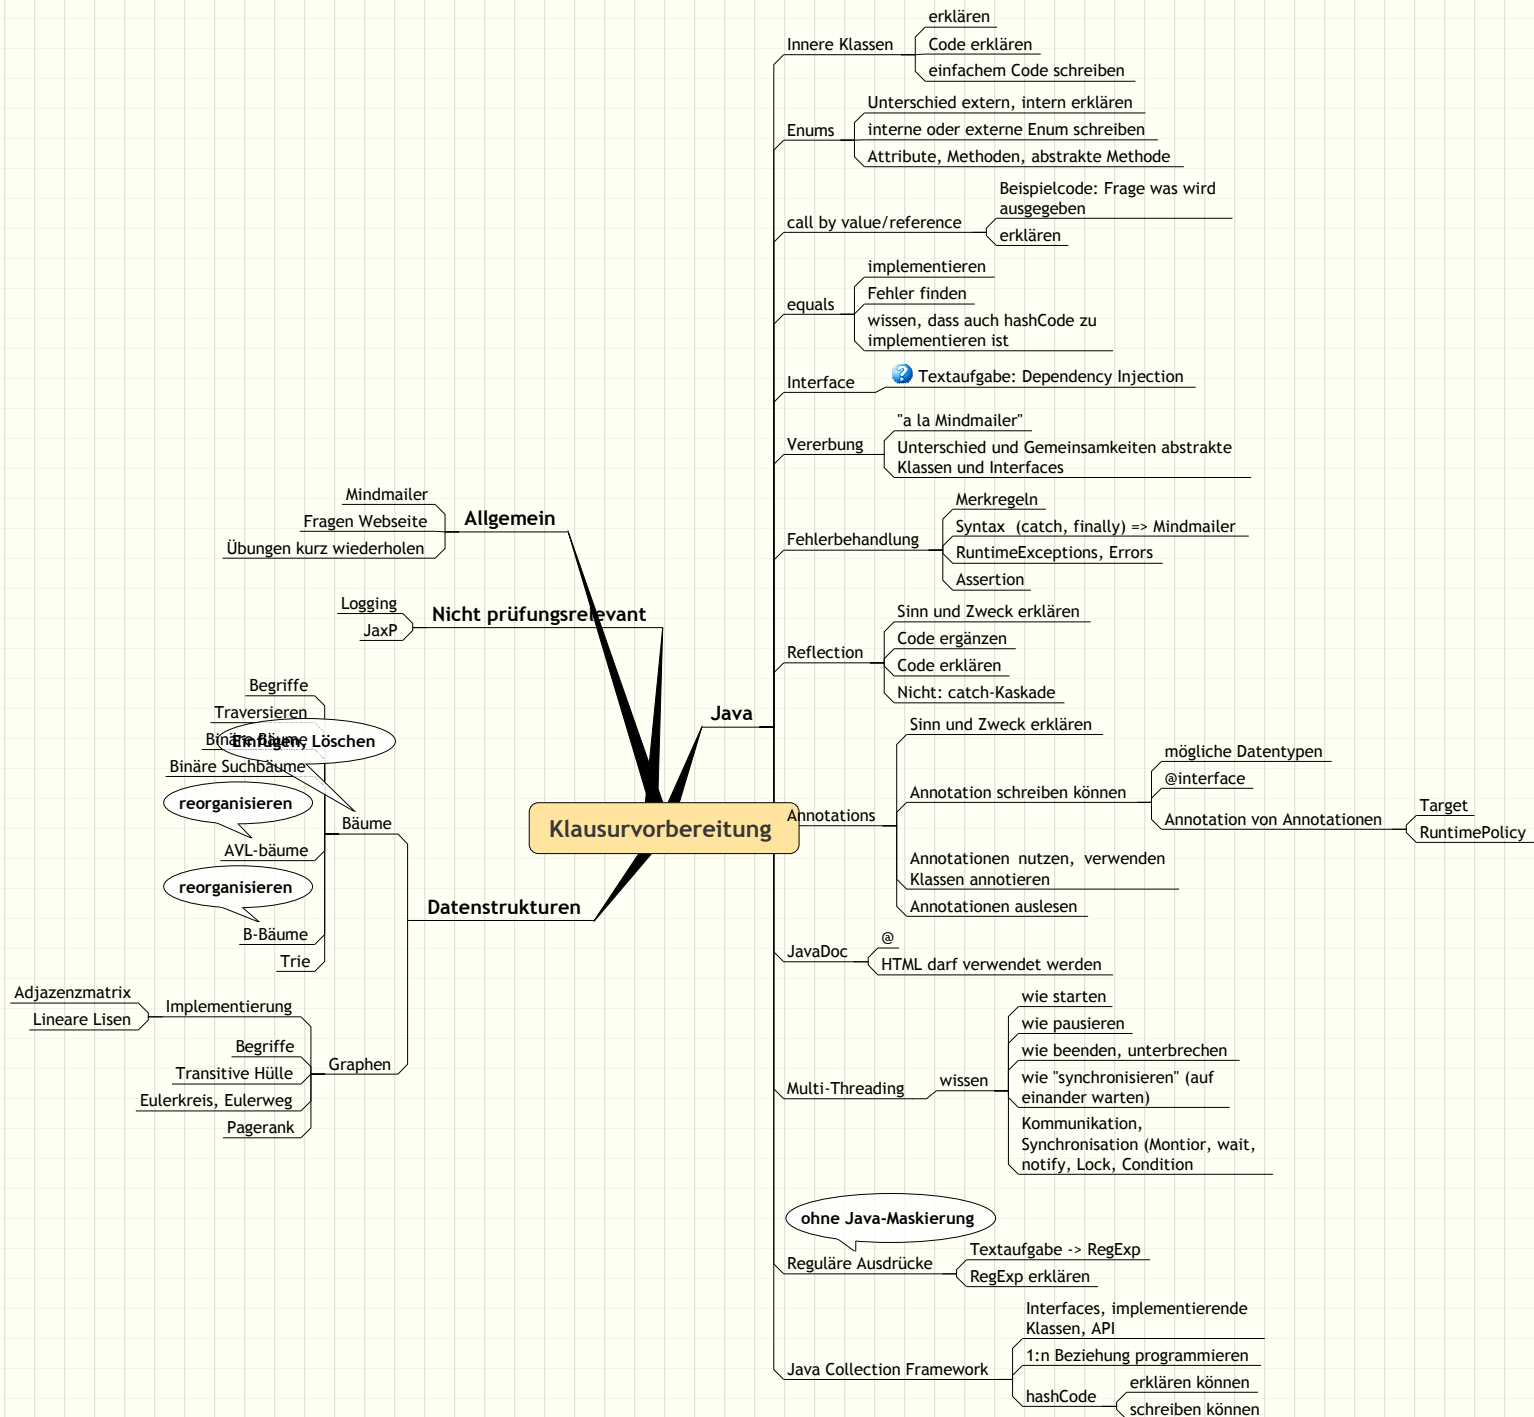 Klausurvorbereitung
Allgemein
Mindmailer
Fragen Webseite
Übungen kurz wiederholen
Nicht prüfungsrelevant
Logging
JaxP
Datenstrukturen
Bäume
Einfügen, Löschen
Begriffe
Traversieren
Binäre Bäume
Binäre Suchbäume
reorganisieren
AVL-bäume
reorganisieren
B-Bäume
Trie
Graphen
Implementierung
Adjazenzmatrix
Lineare Lisen
Begriffe
Transitive Hülle
Eulerkreis, Eulerweg
Pagerank
Java
Innere Klassen
erklären
Code erklären
einfachem Code schreiben
Enums
Unterschied extern, intern erklären
interne oder externe Enum schreiben
Attribute, Methoden, abstrakte Methode
call by value/reference
Beispielcode: Frage was wird
ausgegeben
erklären
equals
implementieren
Fehler finden
wissen, dass auch hashCode zu
implementieren ist
Interface
Textaufgabe: Dependency Injection
Vererbung
"a la Mindmailer"
Unterschied und Gemeinsamkeiten abstrakte
Klassen und Interfaces
Fehlerbehandlung
Merkregeln
Syntax (catch, finally) => Mindmailer
RuntimeExceptions, Errors
Assertion
Reflection
Sinn und Zweck erklären
Code ergänzen
Code erklären
Nicht: catch-Kaskade
Annotations
Sinn und Zweck erklären
Annotation schreiben können
mögliche Datentypen
@interface
Annotation von Annotationen
Target
RuntimePolicy
Annotationen nutzen, verwenden
Klassen annotieren
Annotationen auslesen
JavaDoc
@
HTML darf verwendet werden
Multi-Threading
wissen
wie starten
wie pausieren
wie beenden, unterbrechen
wie "synchronisieren" (auf
einander warten)
Kommunikation,
Synchronisation (Montior, wait,
notify, Lock, Condition
ohne Java-Maskierung
Reguläre Ausdrücke
Textaufgabe -> RegExp
RegExp erklären
Java Collection Framework
Interfaces, implementierende
Klassen, API
1:n Beziehung programmieren
hashCode
erklären können
schreiben können